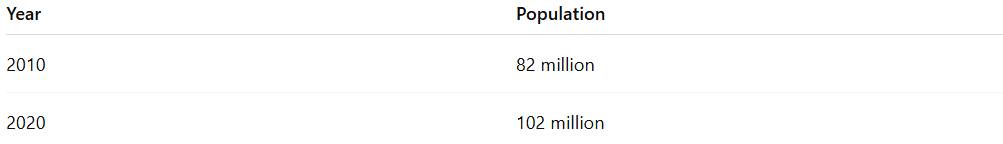 Year Population
2010 82 million
2020 102 million